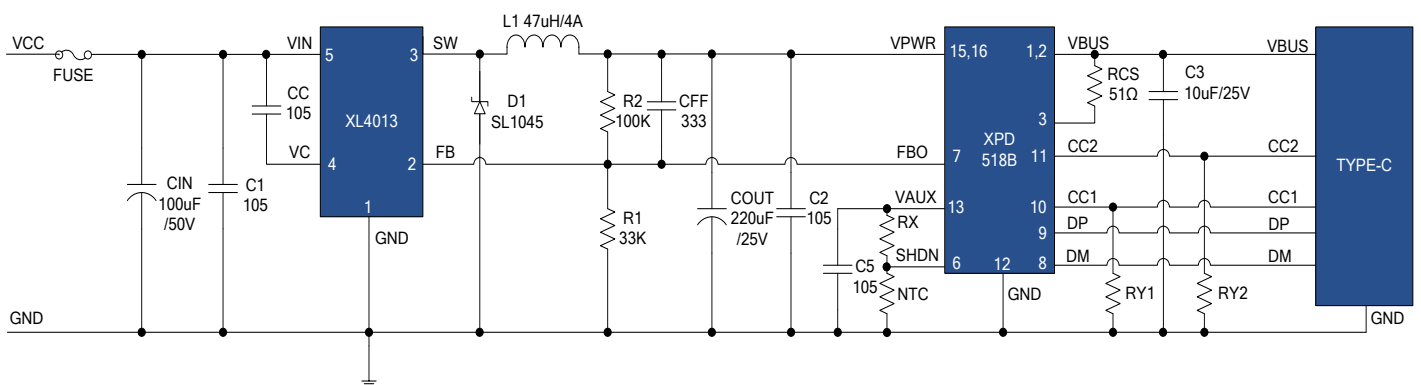 L1 47uH/4A
VCC
FUSE
VIN
5
3
SW
CC
105
XL4013
VC
4
2
FB
1
GND
CIN
100uF
/50V
C1
105
D1
SL1045
R2
100K
CFF
333
R1
33K
COUT
220uF
/25V
C2
105
VPWR
15,16
1,2
VBUS
RCS
51Ω
3
C3
10uF/25V
VBUS
XPD
518B
FBO
7
11
CC2
CC2
TYPE-C
VAUX
13
10
CC1
CC1
RX
9
DP
DP
SHDN
6
12
8
DM
DM
C5
105
NTC
GND
RY1
RY2
GND
GND